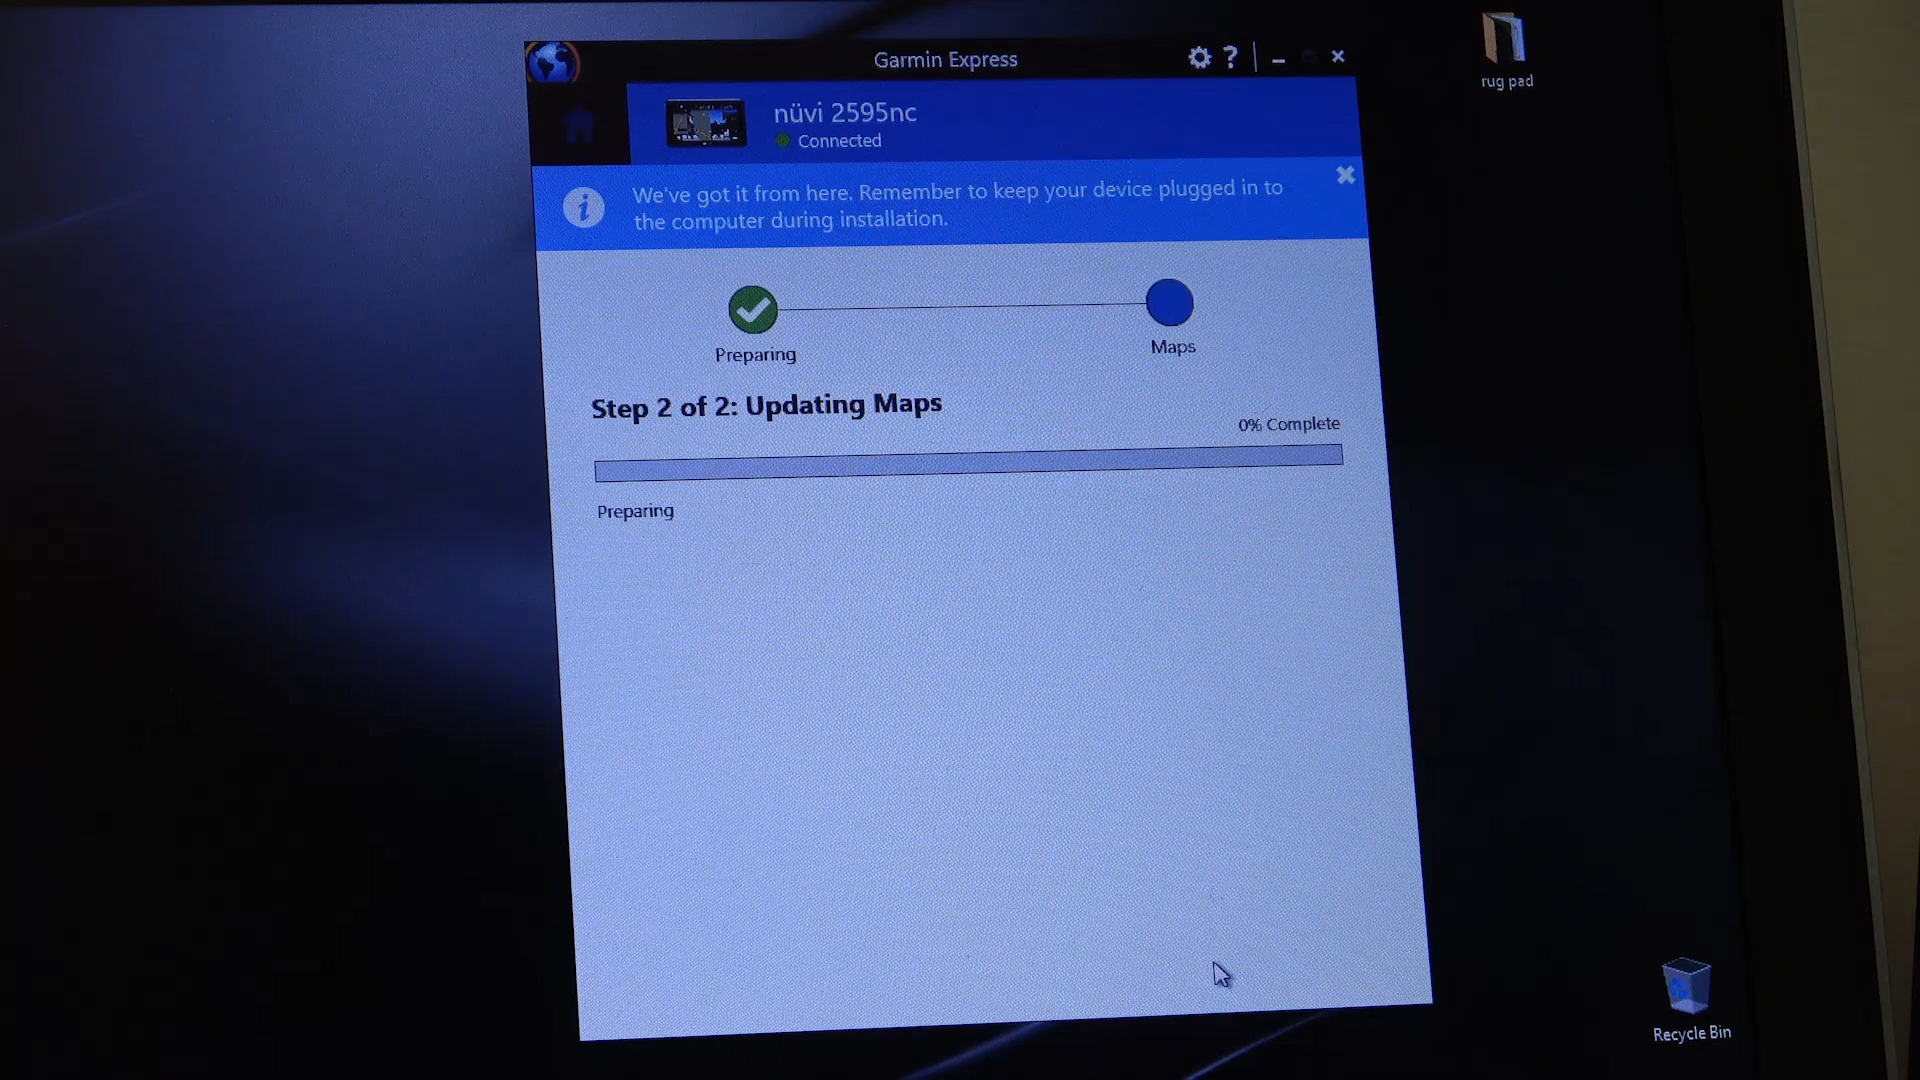 Garmin Express
?
rug pad
nüvi 2595nc
Connected
We've got it from here. Remember to keep your device plugged in to
the computer during installation.
Preparing
Maps
Step 2 of 2: Updating Maps
0% Complete
Preparing
Recycle Bin